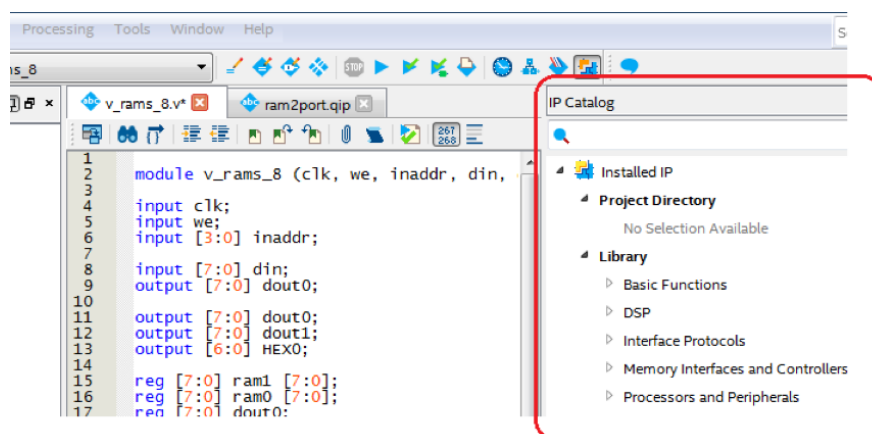 Processing Tools Window Help
S
ns_8
v_rams_8.v*
ram2port.qip
IP Catalog
STOP
267
268
1
2 module v_rams_8 (clk, we, inaddr, din,
3
4 input clk;
5 input we;
6 input [3:0] inaddr;
7
8 input [7:0] din;
9 output [7:0] dout0;
10
11 output [7:0] dout0;
12 output [7:0] dout1;
13 output [6:0] HEX0;
14
15 reg [7:0] ram1 [7:0];
16 reg [7:0] ram0 [7:0];
17 reg [7:0] dout0;
Installed IP
Project Directory
No Selection Available
Library
Basic Functions
DSP
Interface Protocols
Memory Interfaces and Controllers
Processors and Peripherals